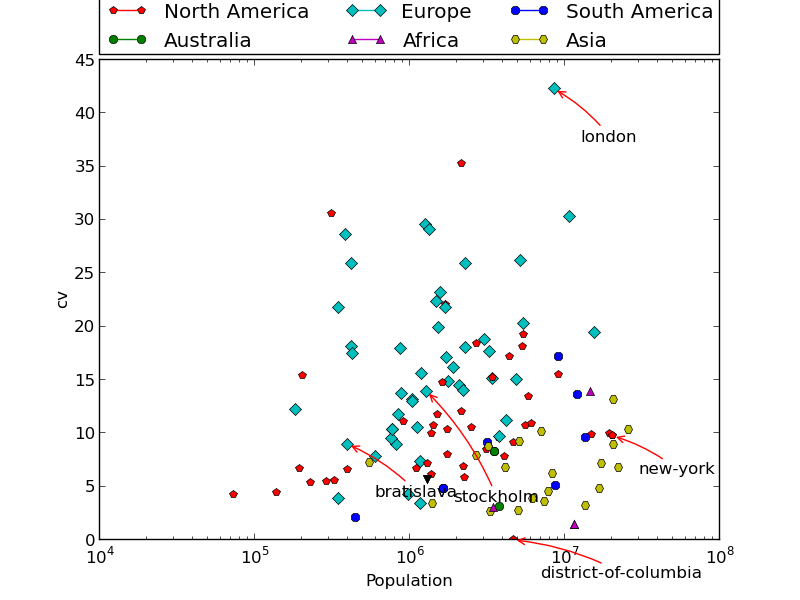 North America Europe South America
Australia Africa Asia
45
london
40
35
30
25
cv
20
15
10
new-york
5
bratislava
stockholm
0
10^4 10^5 10^6 10^7 10^8
district-of-columbia
Population